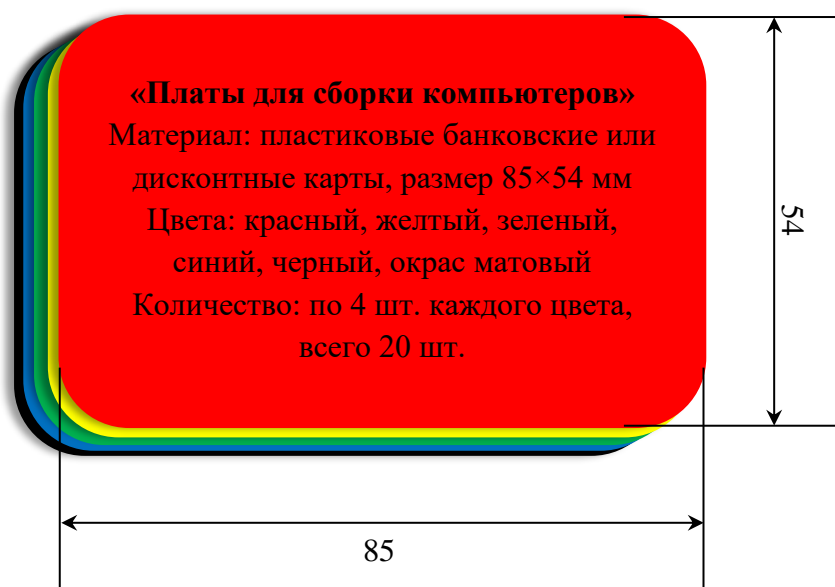 «Платы для сборки компьютеров»
Материал: пластиковые банковские или
дисконтные карты, размер 85×54 мм
Цвета: красный, желтый, зеленый,
синий, черный, окрас матовый
Количество: по 4 шт. каждого цвета,
всего 20 шт.
54
85